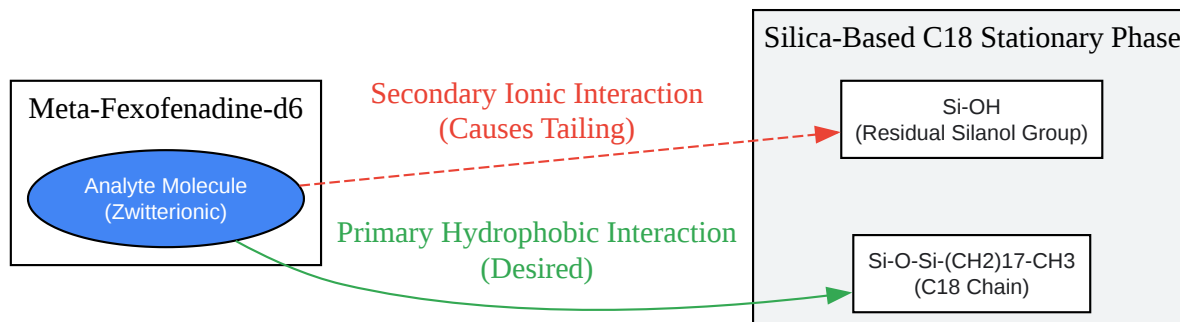 Silica-Based C18 Stationary Phase
Meta-Fexofenadine-d6
Analyte Molecule
(Zwitterionic)
Secondary Ionic Interaction
(Causes Tailing)
Si-OH
(Residual Silanol Group)
Primary Hydrophobic Interaction
(Desired)
Si-O-Si-(CH2)17-CH3
(C18 Chain)